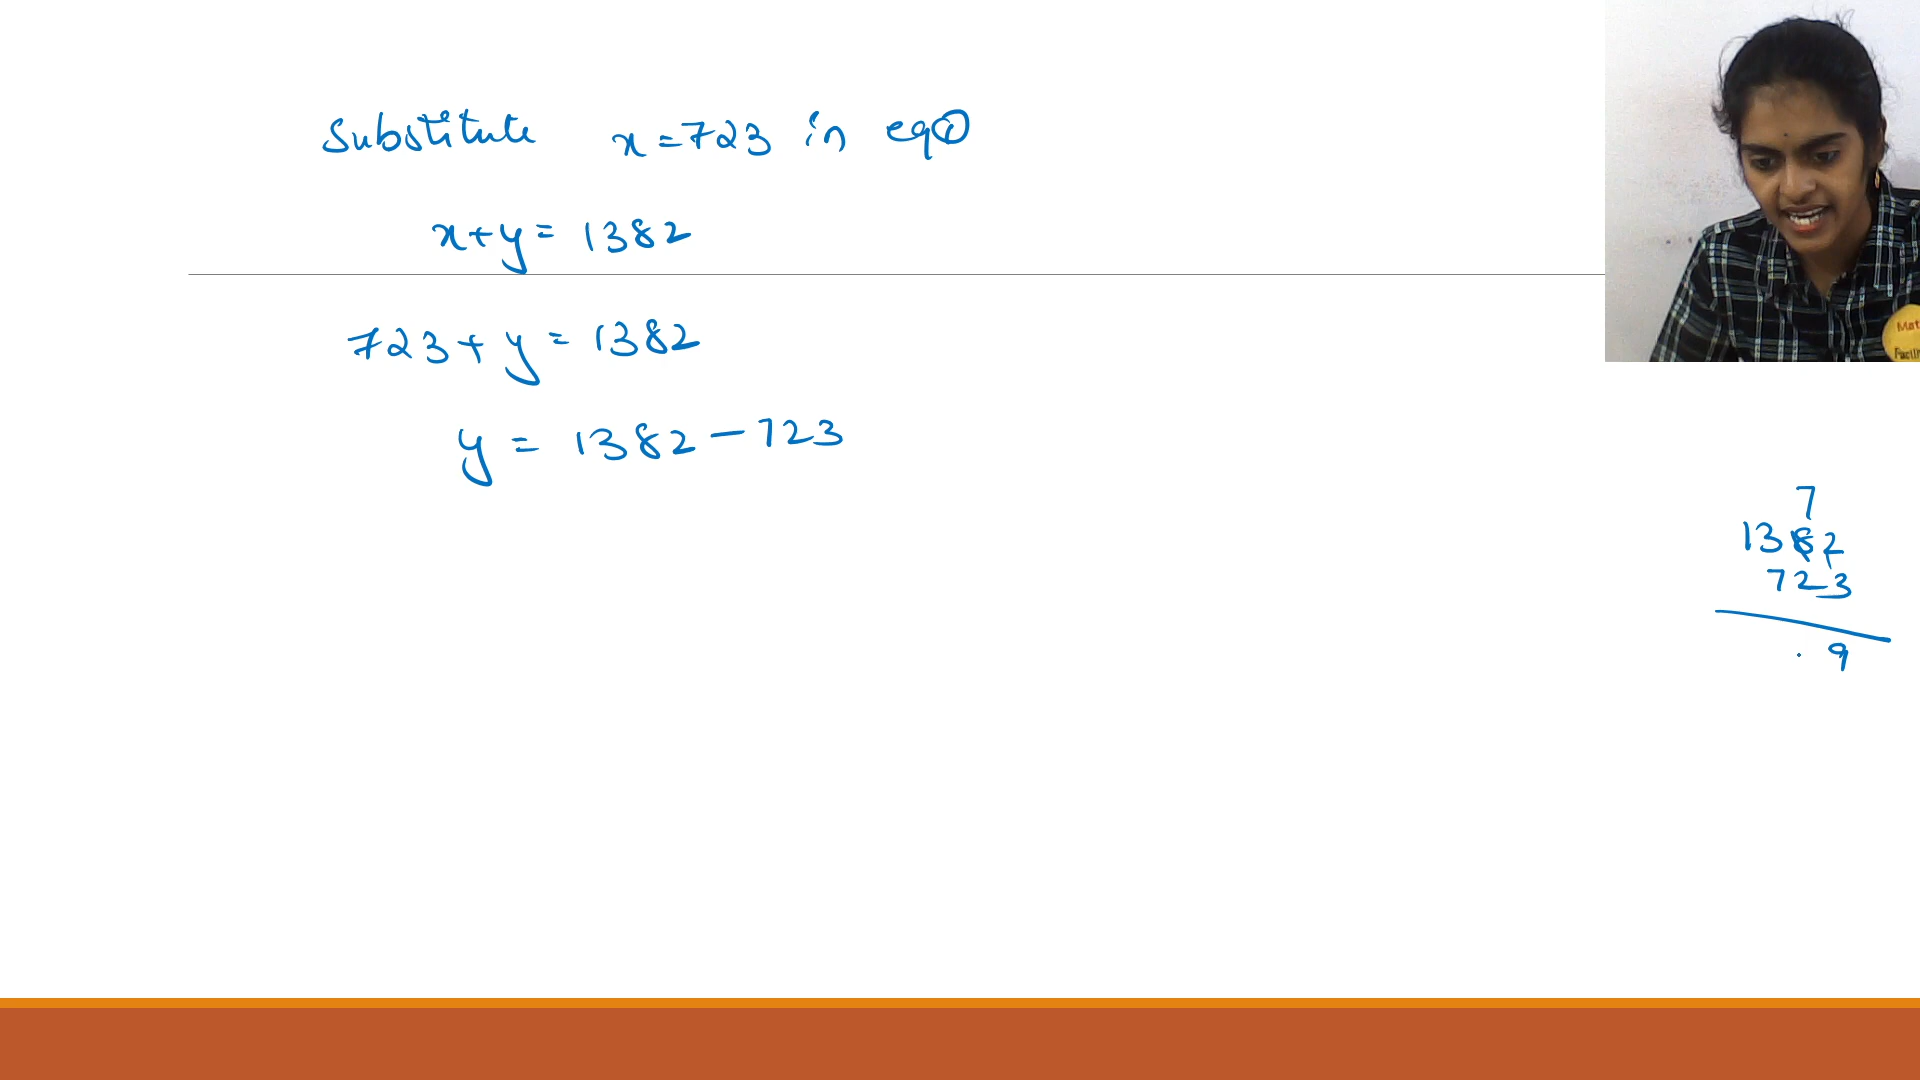 Substitute x=723 in eq①
x+y = 1382
723 + y = 1382
y = 1382 - 723
7
1382
723
. 9